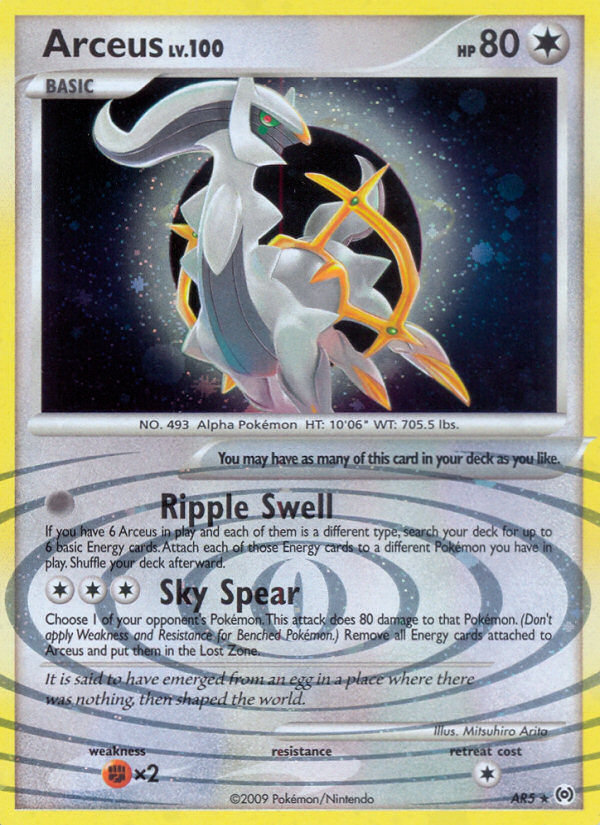 Arceus LV.100 HP 80
BASIC
NO. 493 Alpha Pokémon HT: 10'06" WT: 705.5 lbs.
You may have as many of this card in your deck as you like.
Ripple Swell
If you have 6 Arceus in play and each of them is a different type, search your deck for up to
6 basic Energy cards. Attach each of those Energy cards to a different Pokémon you have in
play. Shuffle your deck afterward.
Sky Spear
Choose 1 of your opponent's Pokémon. This attack does 80 damage to that Pokémon. (Don't
apply Weakness and Resistance for Benched Pokémon.) Remove all Energy cards attached to
Arceus and put them in the Lost Zone.
It is said to have emerged from an egg in a place where there
was nothing, then shaped the world.
Illus. Mitsuhiro Arita
weakness resistance retreat cost
×2
©2009 Pokémon/Nintendo AR5 ★